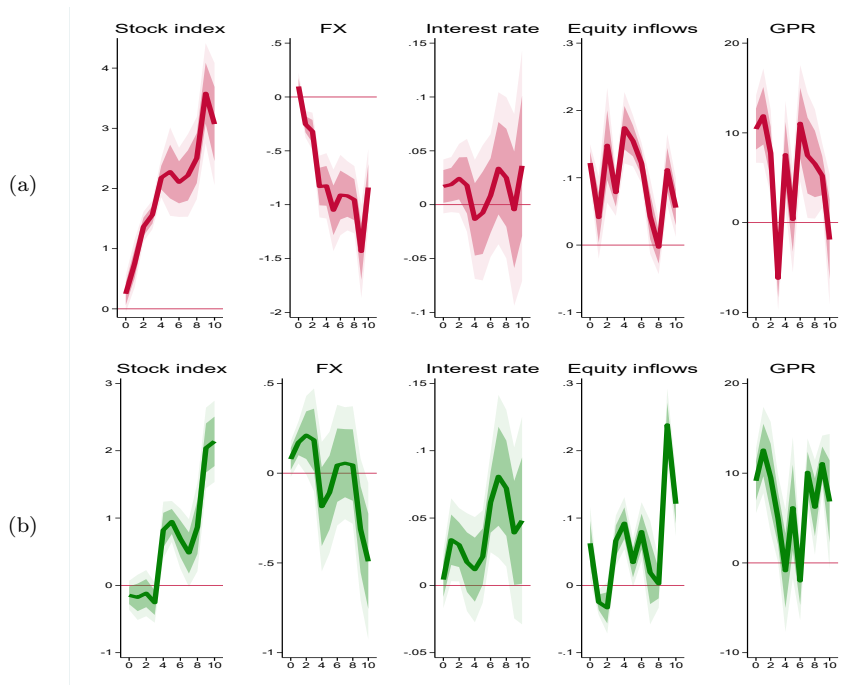 Stock index FX Interest rate Equity inflows GPR
(a)
4 3 2 1 0
0 2 4 6 8 10
.5 0 -.5 -1 -1.5 -2
0 2 4 6 8 10
.15 .1 .05 0 -.05 -.1
0 2 4 6 8 10
.3 .2 .1 0 -.1
0 2 4 6 8 10
20 10 0 -10
0 2 4 6 8 10
Stock index FX Interest rate Equity inflows GPR
(b)
3 2 1 0 -1
0 2 4 6 8 10
.5 0 -.5 -1
0 2 4 6 8 10
.15 .1 .05 0 -.05
0 2 4 6 8 10
.3 .2 .1 0 -.1
0 2 4 6 8 10
20 10 0 -10
0 2 4 6 8 10